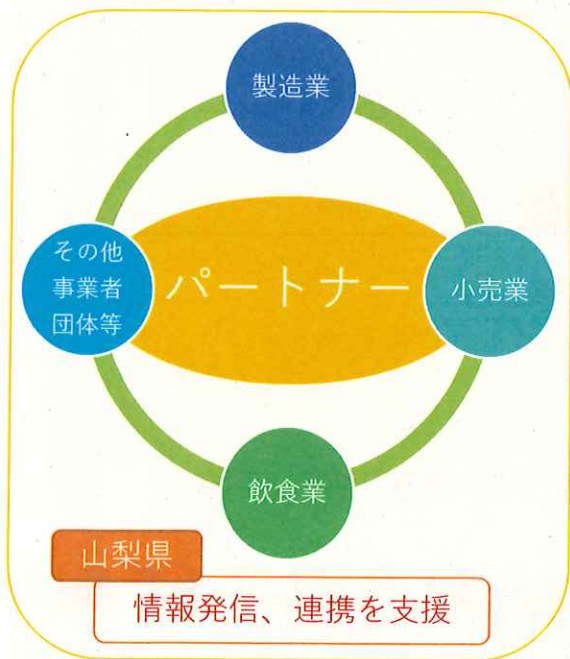 製造業
その他
事業者
団体等
パートナー
小売業
飲食業
山梨県
情報発信、連携を支援